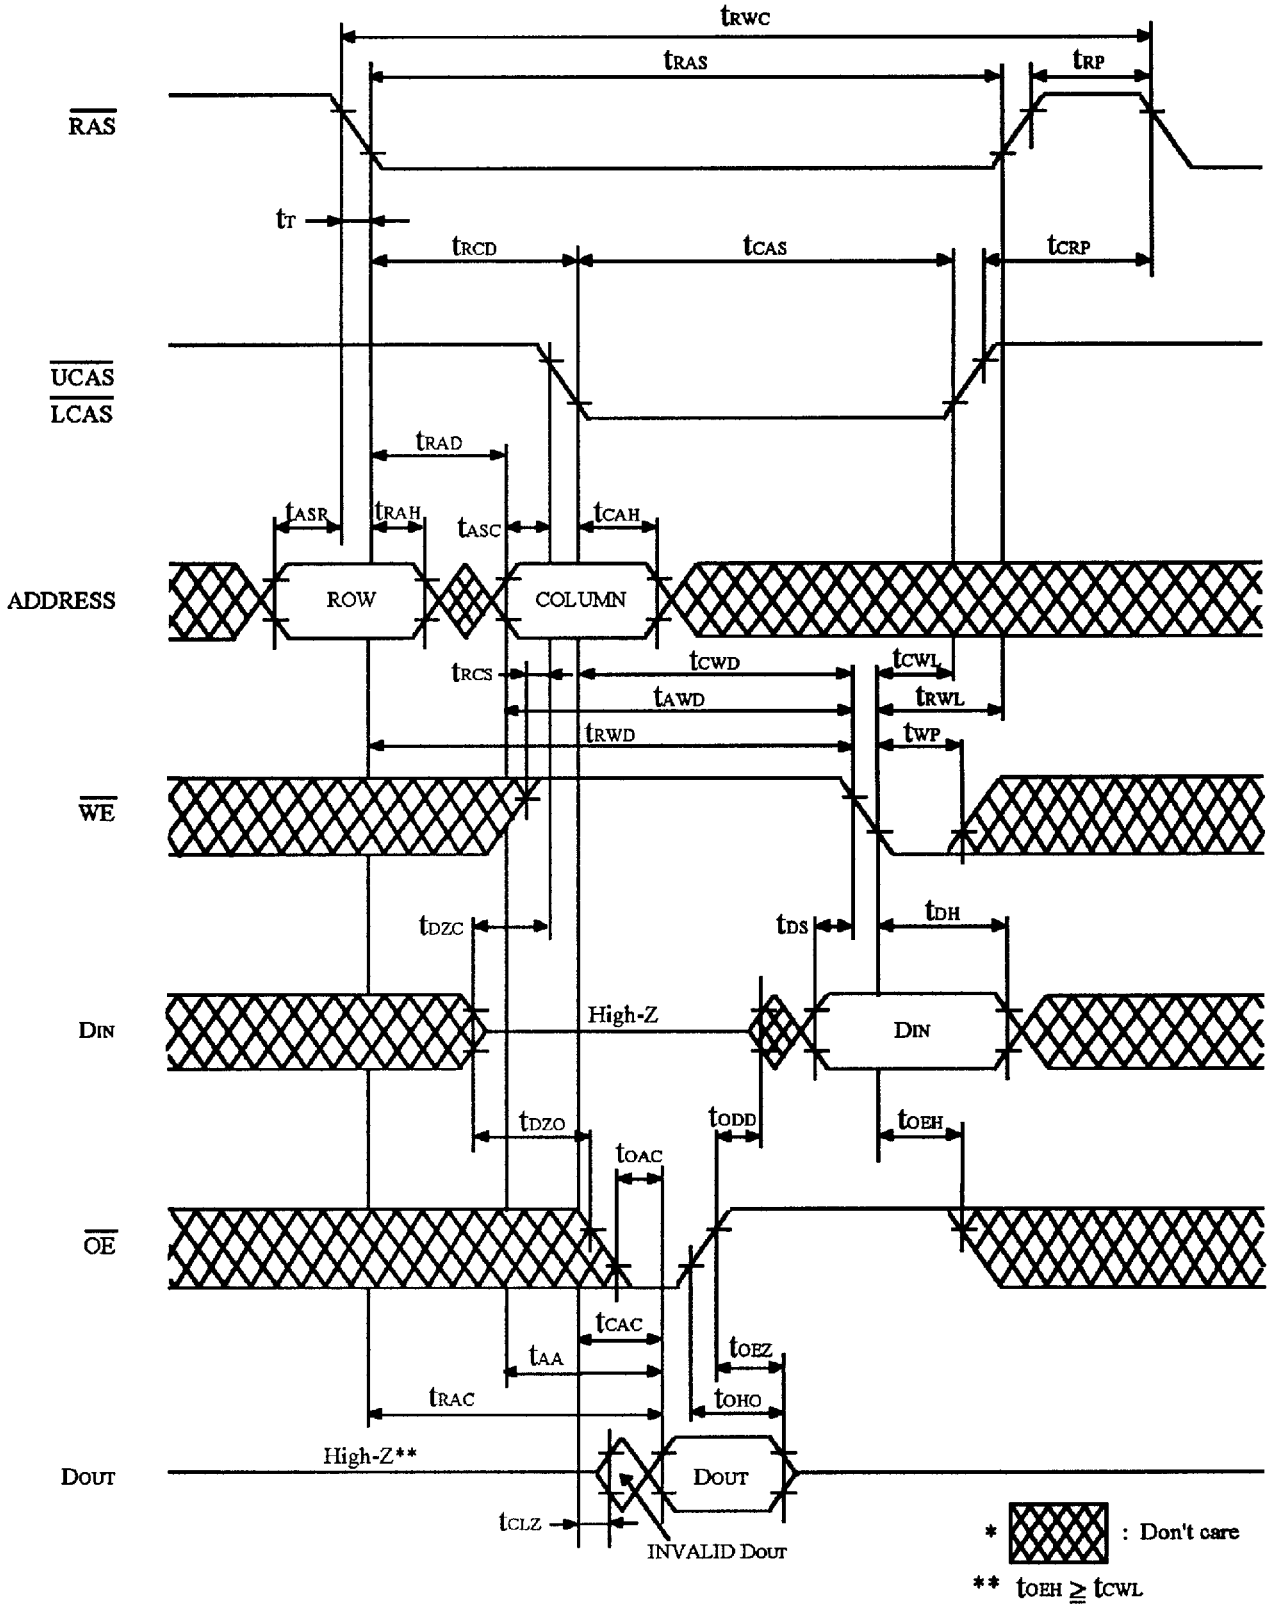 tRWC
tRAS
tRP
RAS
tT
tRCD
tCAS
tCRP
UCAS
LCAS
tRAD
tASR
tRAH
tASC
tCAH
ADDRESS
ROW
COLUMN
tRCS
tCWD
tCWL
tAWD
tRWL
tRWD
tWP
WE
tDZC
tDS
tDH
DIN
High-Z
DIN
tDZO
tODD
tOEH
tOAC
OE
tCAC
tOEZ
tAA
tRAC
tOHO
High-Z**
DOUT
DOUT
tCLZ
INVALID DOUT
* : Don't care
** tOEH ≧ tCWL